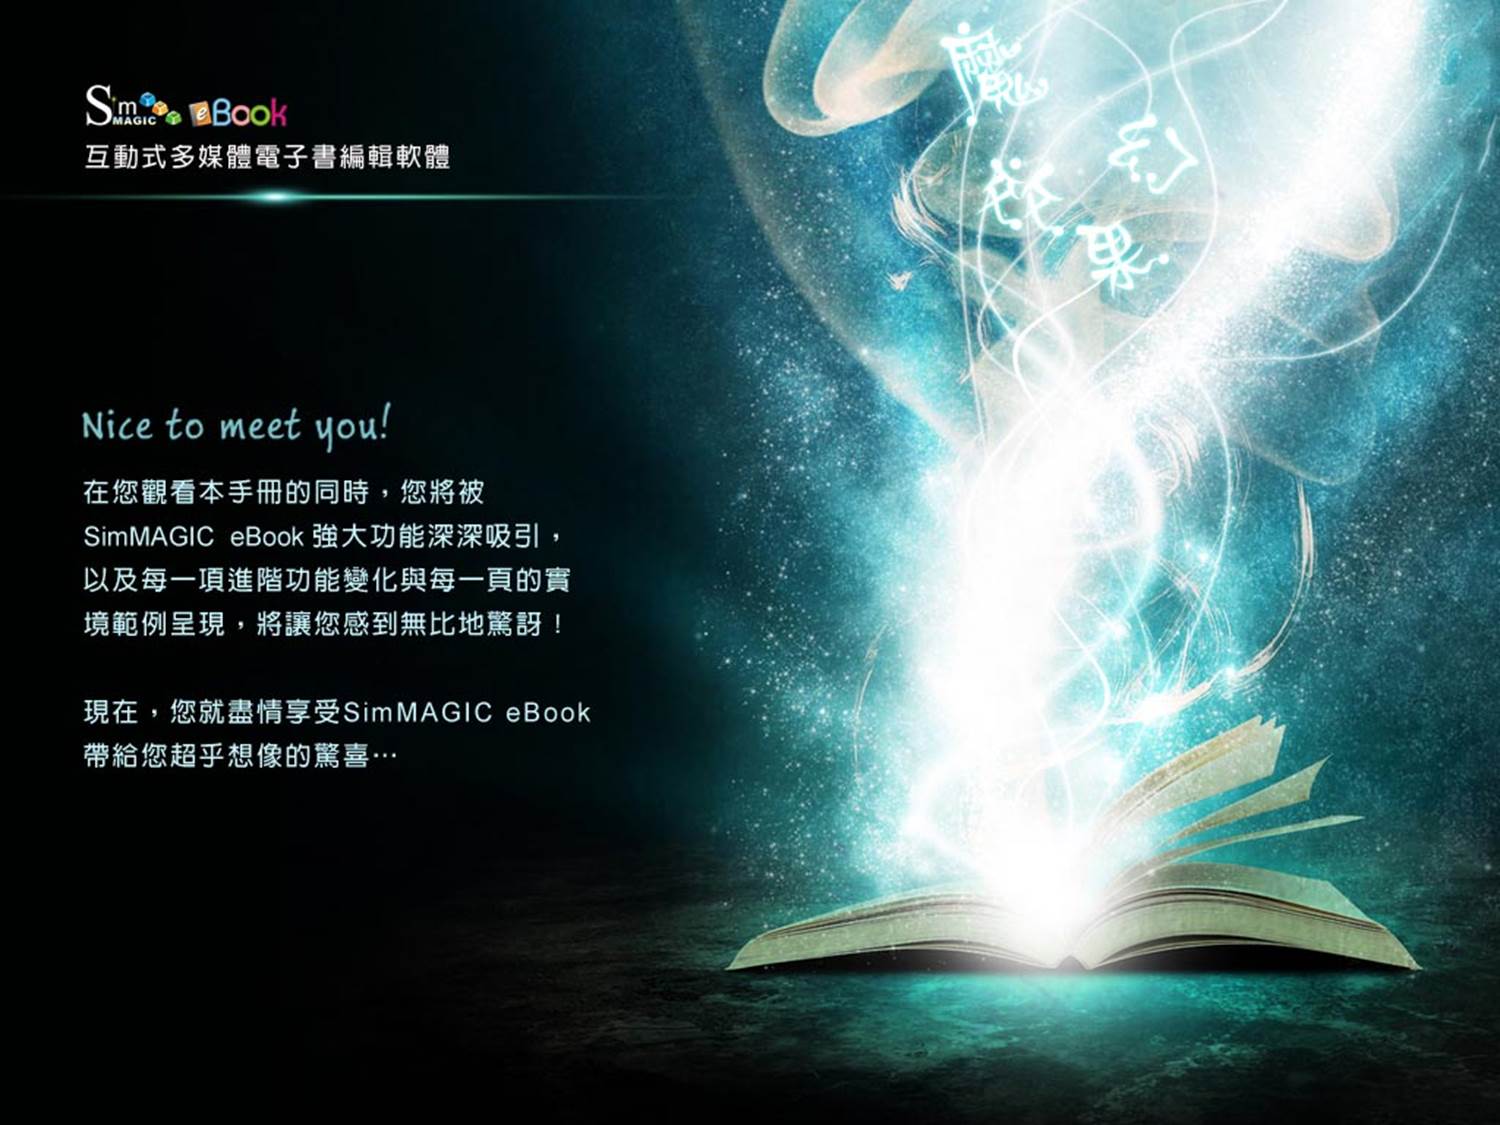 SimMAGIC eBook
互動式多媒體電子書編輯軟體
魔幻
效果
Nice to meet you!
在您觀看本手冊的同時，您將被
SimMAGIC eBook 強大功能深深吸引，
以及每一項進階功能變化與每一頁的實
境範例呈現，將讓您感到無比地驚訝！
現在，您就盡情享受SimMAGIC eBook
帶給您超乎想像的驚喜…